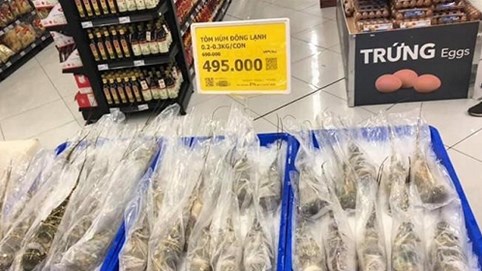 TÔM HÙM ĐÔNG LẠNH
0.2-0.3KG/CON
495.000
TRỨNG Eggs